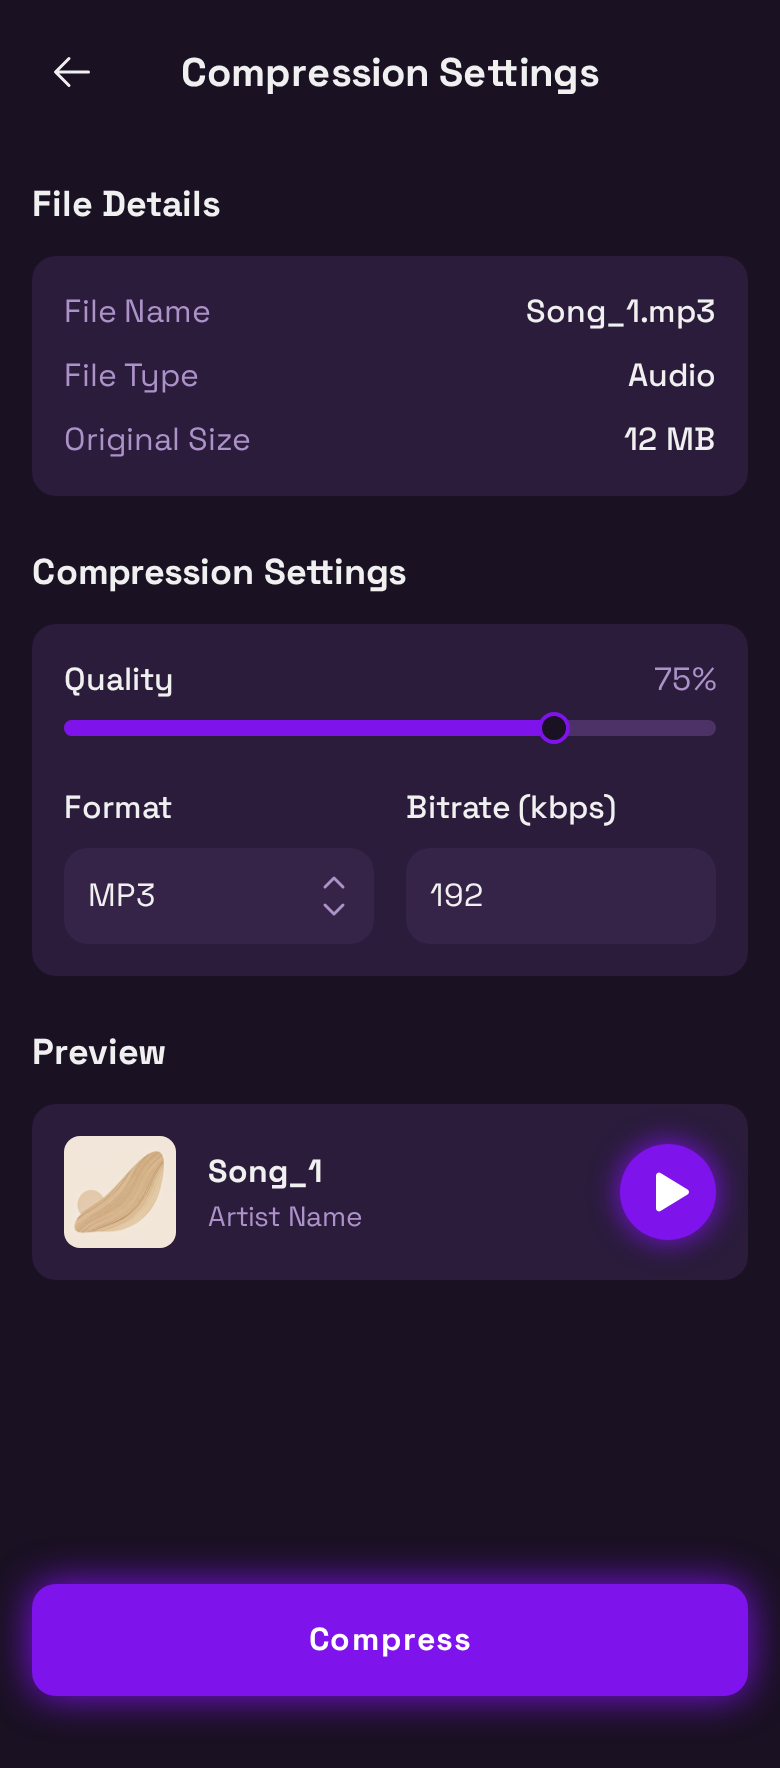 Compression Settings
File Details
File Name Song_1.mp3
File Type Audio
Original Size 12 MB
Compression Settings
Quality 75%
Format Bitrate (kbps)
MP3 192
Preview
Song_1
Artist Name
Compress